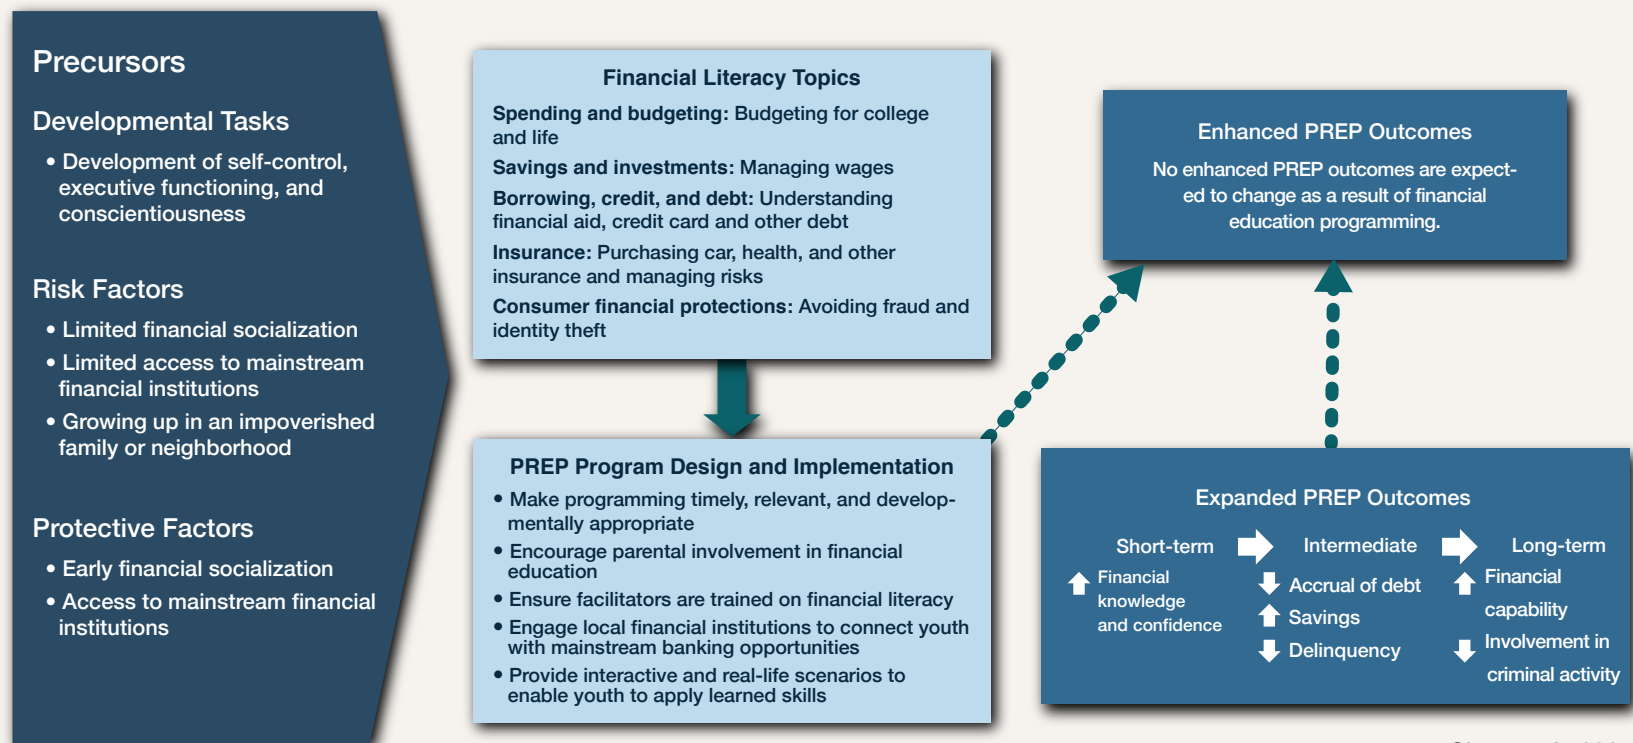 Precursors
Developmental Tasks
• Development of self-control,
executive functioning, and
conscientiousness
Risk Factors
• Limited financial socialization
• Limited access to mainstream
financial institutions
• Growing up in an impoverished
family or neighborhood
Protective Factors
• Early financial socialization
• Access to mainstream financial
institutions
Financial Literacy Topics
Spending and budgeting: Budgeting for college
and life
Savings and investments: Managing wages
Borrowing, credit, and debt: Understanding
financial aid, credit card and other debt
Insurance: Purchasing car, health, and other
insurance and managing risks
Consumer financial protections: Avoiding fraud and
identity theft
PREP Program Design and Implementation
• Make programming timely, relevant, and develop-
mentally appropriate
• Encourage parental involvement in financial
education
• Ensure facilitators are trained on financial literacy
• Engage local financial institutions to connect youth
with mainstream banking opportunities
• Provide interactive and real-life scenarios to
enable youth to apply learned skills
Enhanced PREP Outcomes
No enhanced PREP outcomes are expect-
ed to change as a result of financial
education programming.
Expanded PREP Outcomes
Short-term
Financial
knowledge
and confidence
Intermediate
Accrual of debt
Savings
Delinquency
Long-term
Financial
capability
Involvement in
criminal activity